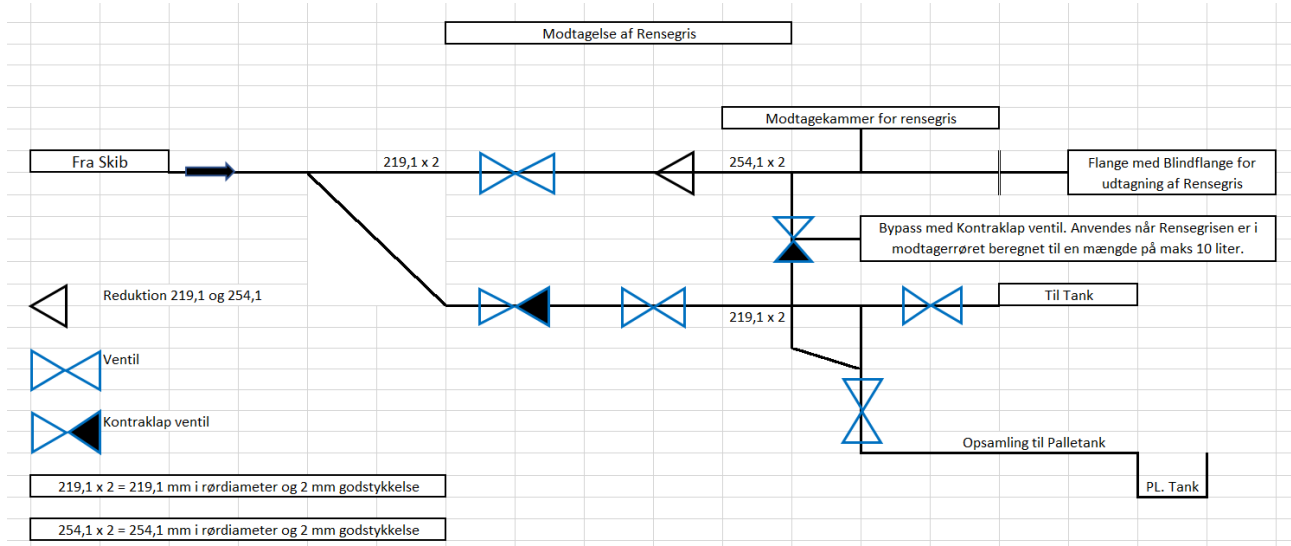 Modtagelse af Rensegris
Modtagekammer for rensegris
Fra Skib
219,1 x 2
254,1 x 2
Flange med Blindflange for
udtagning af Rensegris
Bypass med Kontraklap ventil. Anvendes når Rensegrisen er i
modtagerrøret beregnet til en mængde på maks 10 liter.
Reduktion 219,1 og 254,1
219,1 x 2
Til Tank
Ventil
Kontraklap ventil
Opsamling til Palletank
PL. Tank
219,1 x 2 = 219,1 mm i rørdiameter og 2 mm godstykkelse
254,1 x 2 = 254,1 mm i rørdiameter og 2 mm godstykkelse